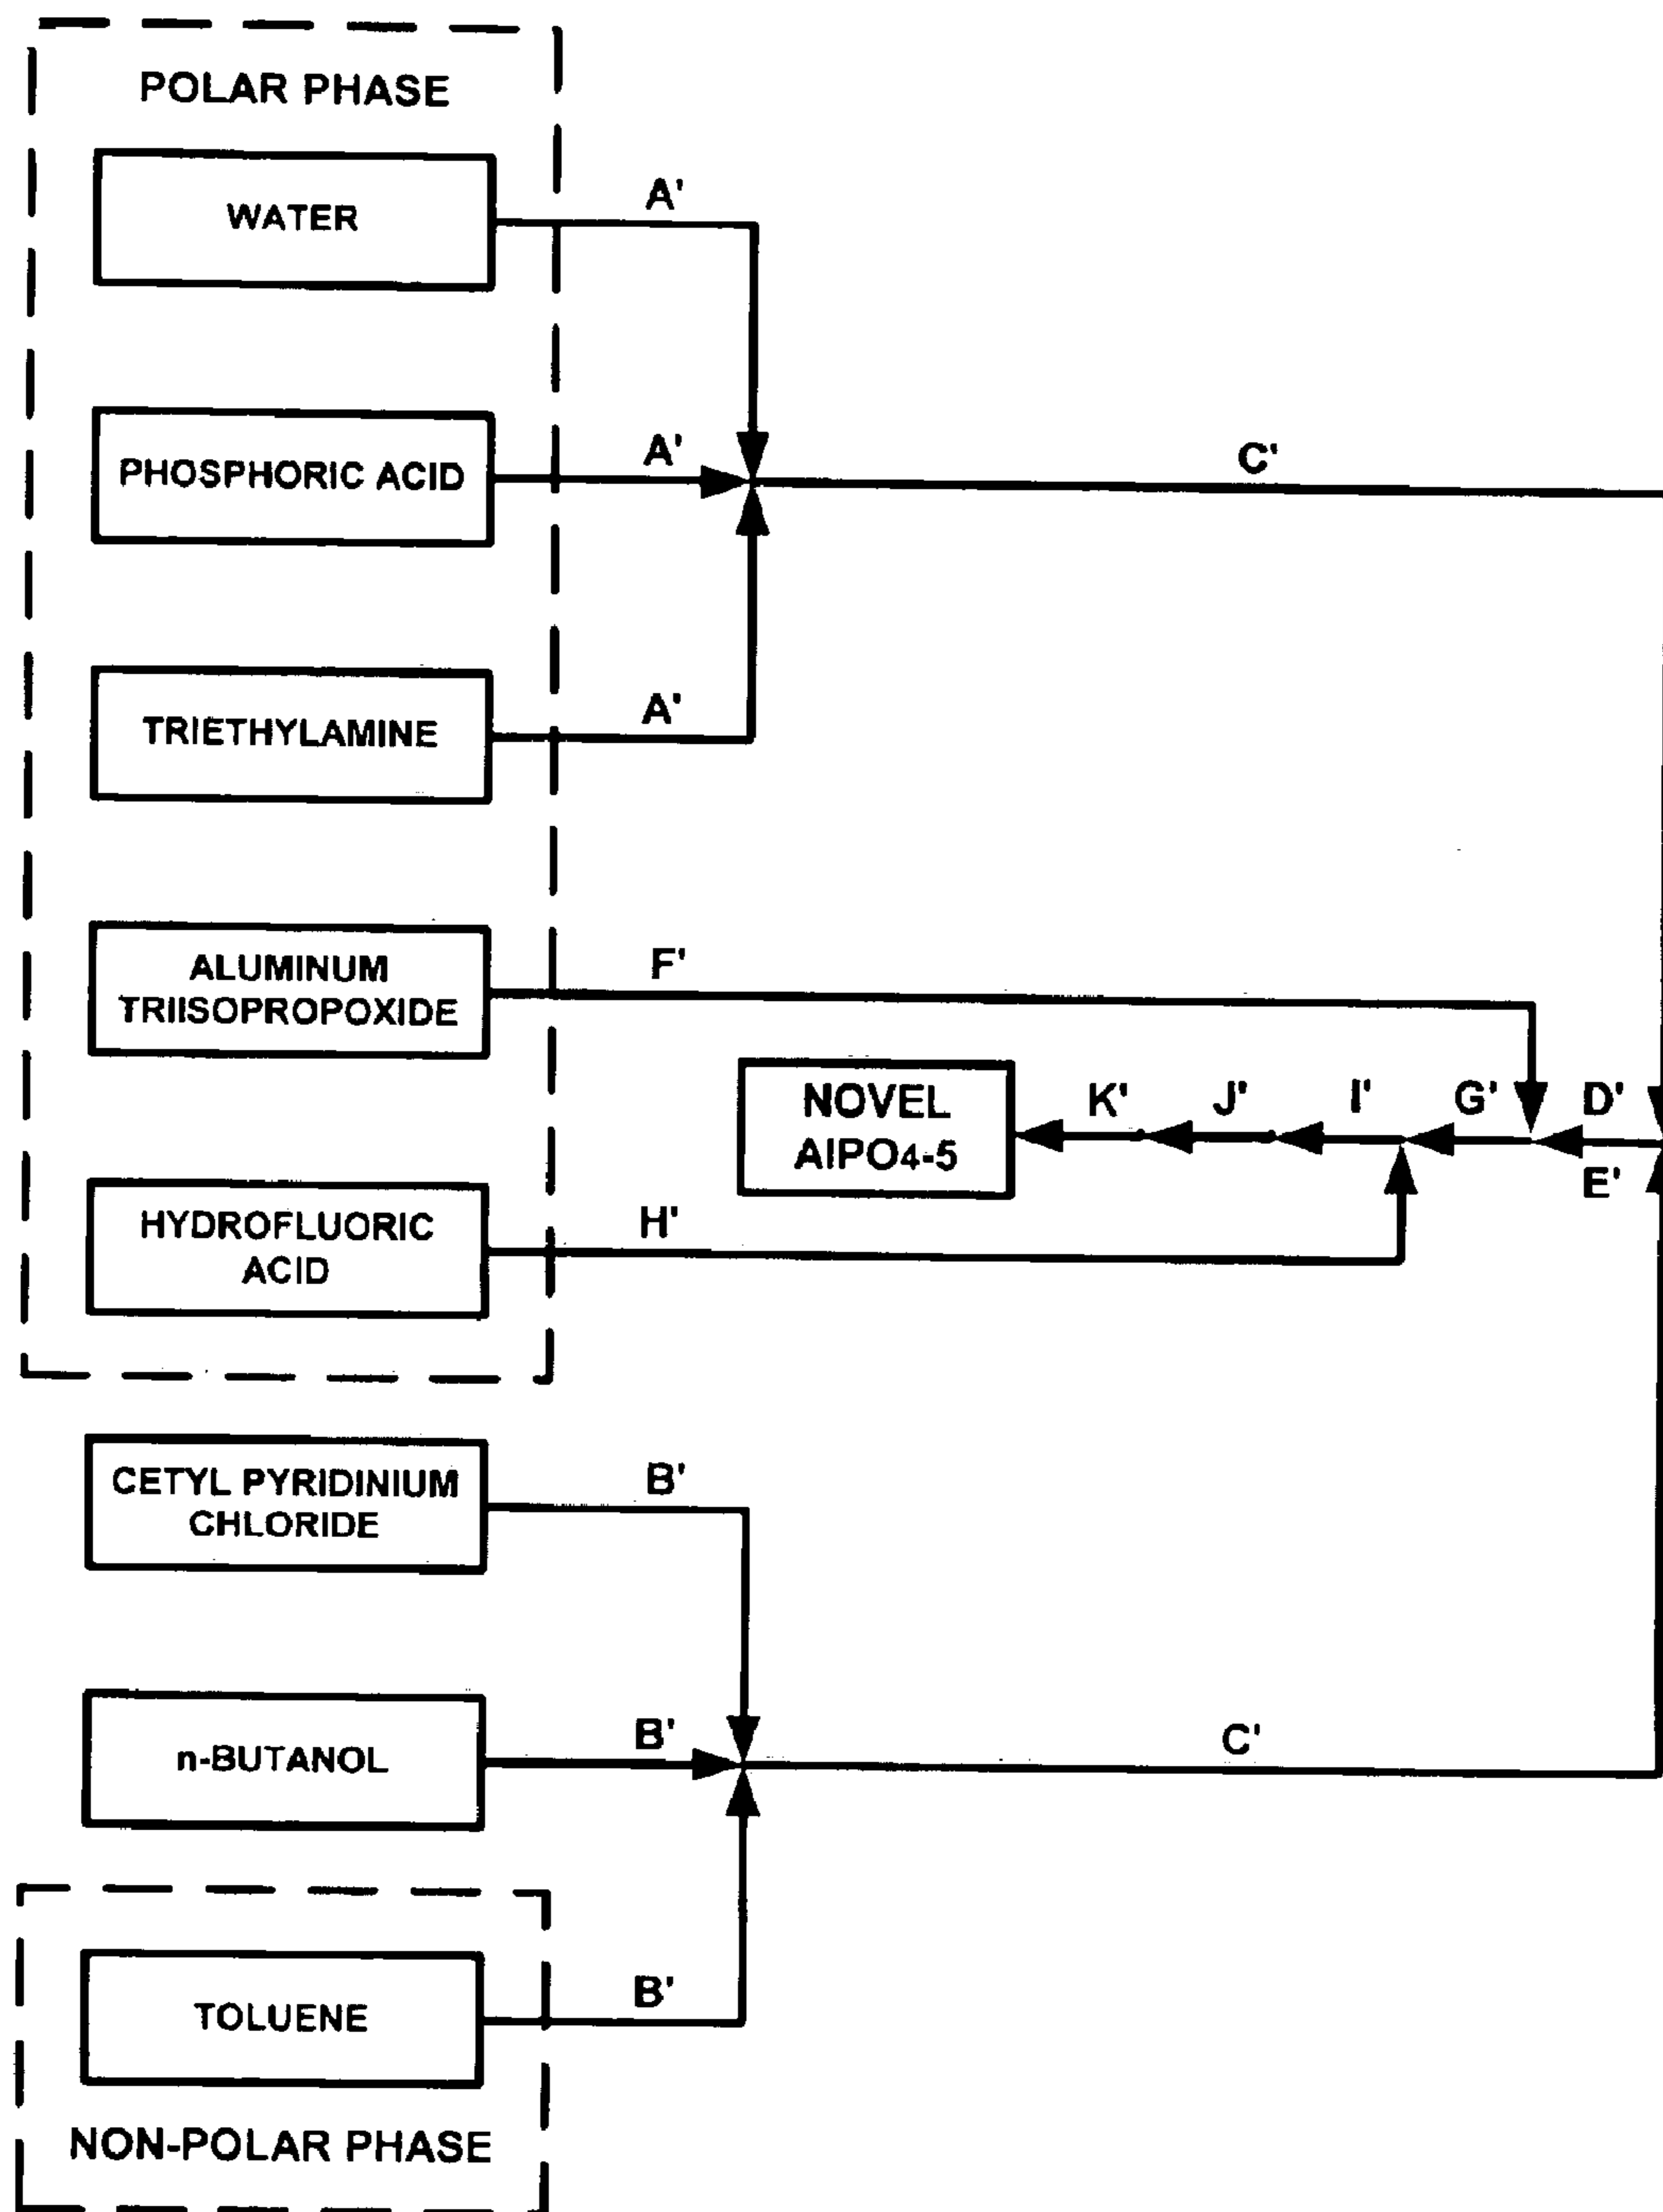 POLAR PHASE
WATER
A'
PHOSPHORIC ACID
A'
C'
TRIETHYLAMINE
A'
ALUMINUM
TRIISOPROPOXIDE
F'
NOVEL
AlPO4-5
K'
J'
I'
G'
D'
E'
HYDROFLUORIC
ACID
H'
CETYL PYRIDINIUM
CHLORIDE
B'
n-BUTANOL
B'
C'
TOLUENE
B'
NON-POLAR PHASE